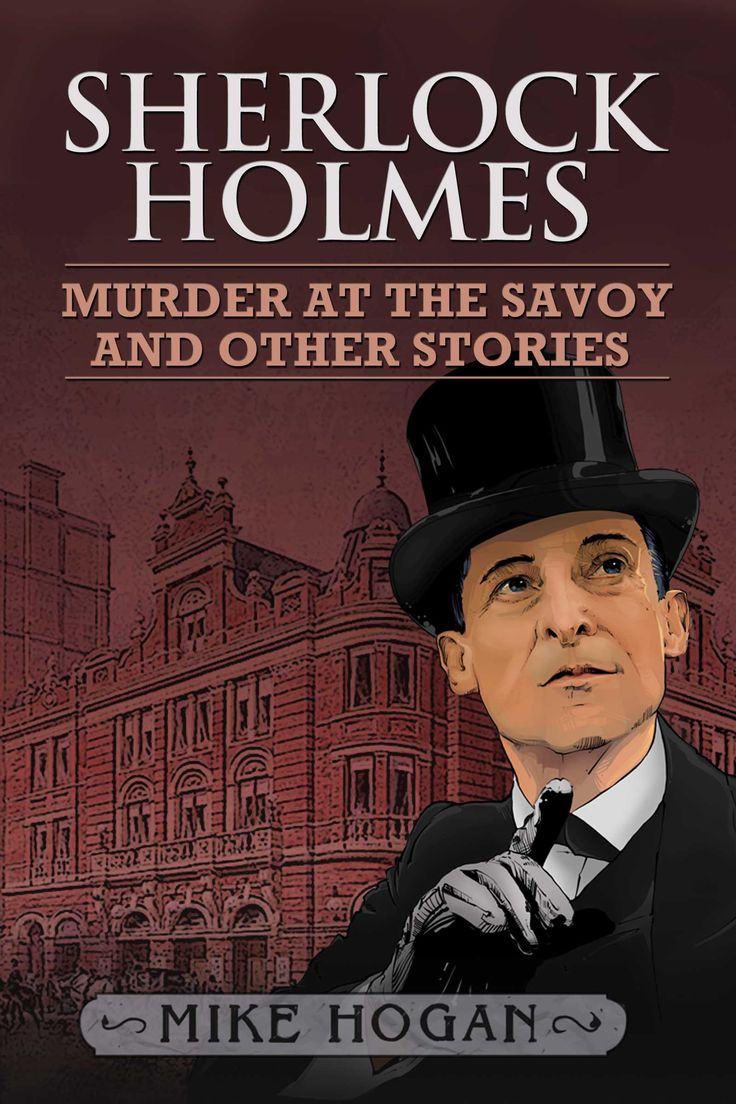 SHERLOCK
HOLMES
MURDER AT THE SAVOY
AND OTHER STORIES
MIKE HOGAN